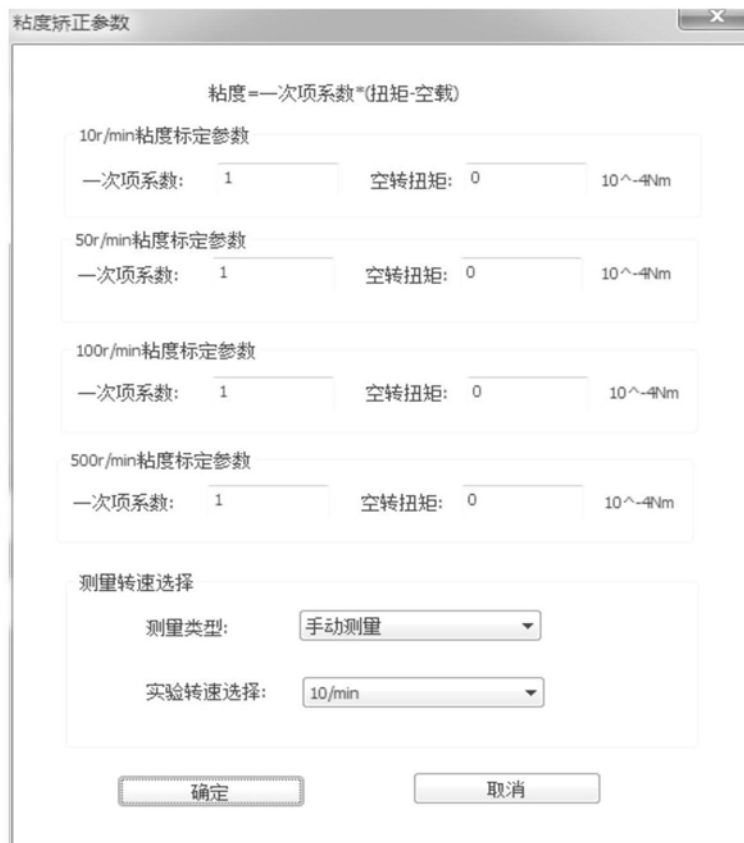 粘度矫正参数
粘度=一次项系数*(扭矩-空载)
10r/min粘度标定参数
一次项系数: 1 空转扭矩: 0 10^-4Nm
50r/min粘度标定参数
一次项系数: 1 空转扭矩: 0 10^-4Nm
100r/min粘度标定参数
一次项系数: 1 空转扭矩: 0 10^-4Nm
500r/min粘度标定参数
一次项系数: 1 空转扭矩: 0 10^-4Nm
测量转速选择
测量类型: 手动测量
实验转速选择: 10/min
确定 取消